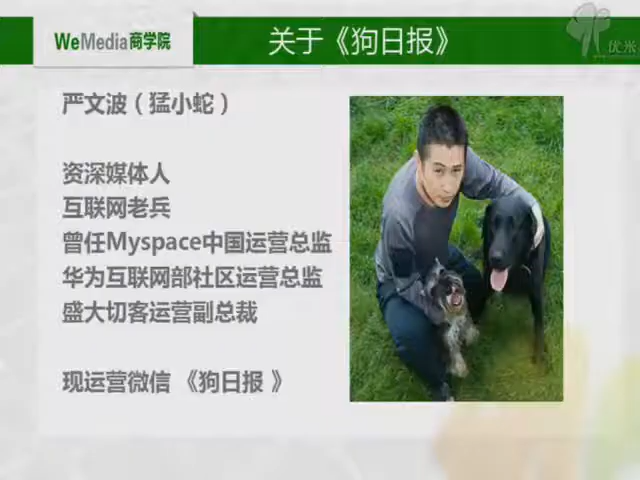 WeMedia商学院
关于《狗日报》
优米
严文波（猛小蛇）
资深媒体人
互联网老兵
曾任Myspace中国运营总监
华为互联网部社区运营总监
盛大切客运营副总裁
现运营微信 《狗日报 》